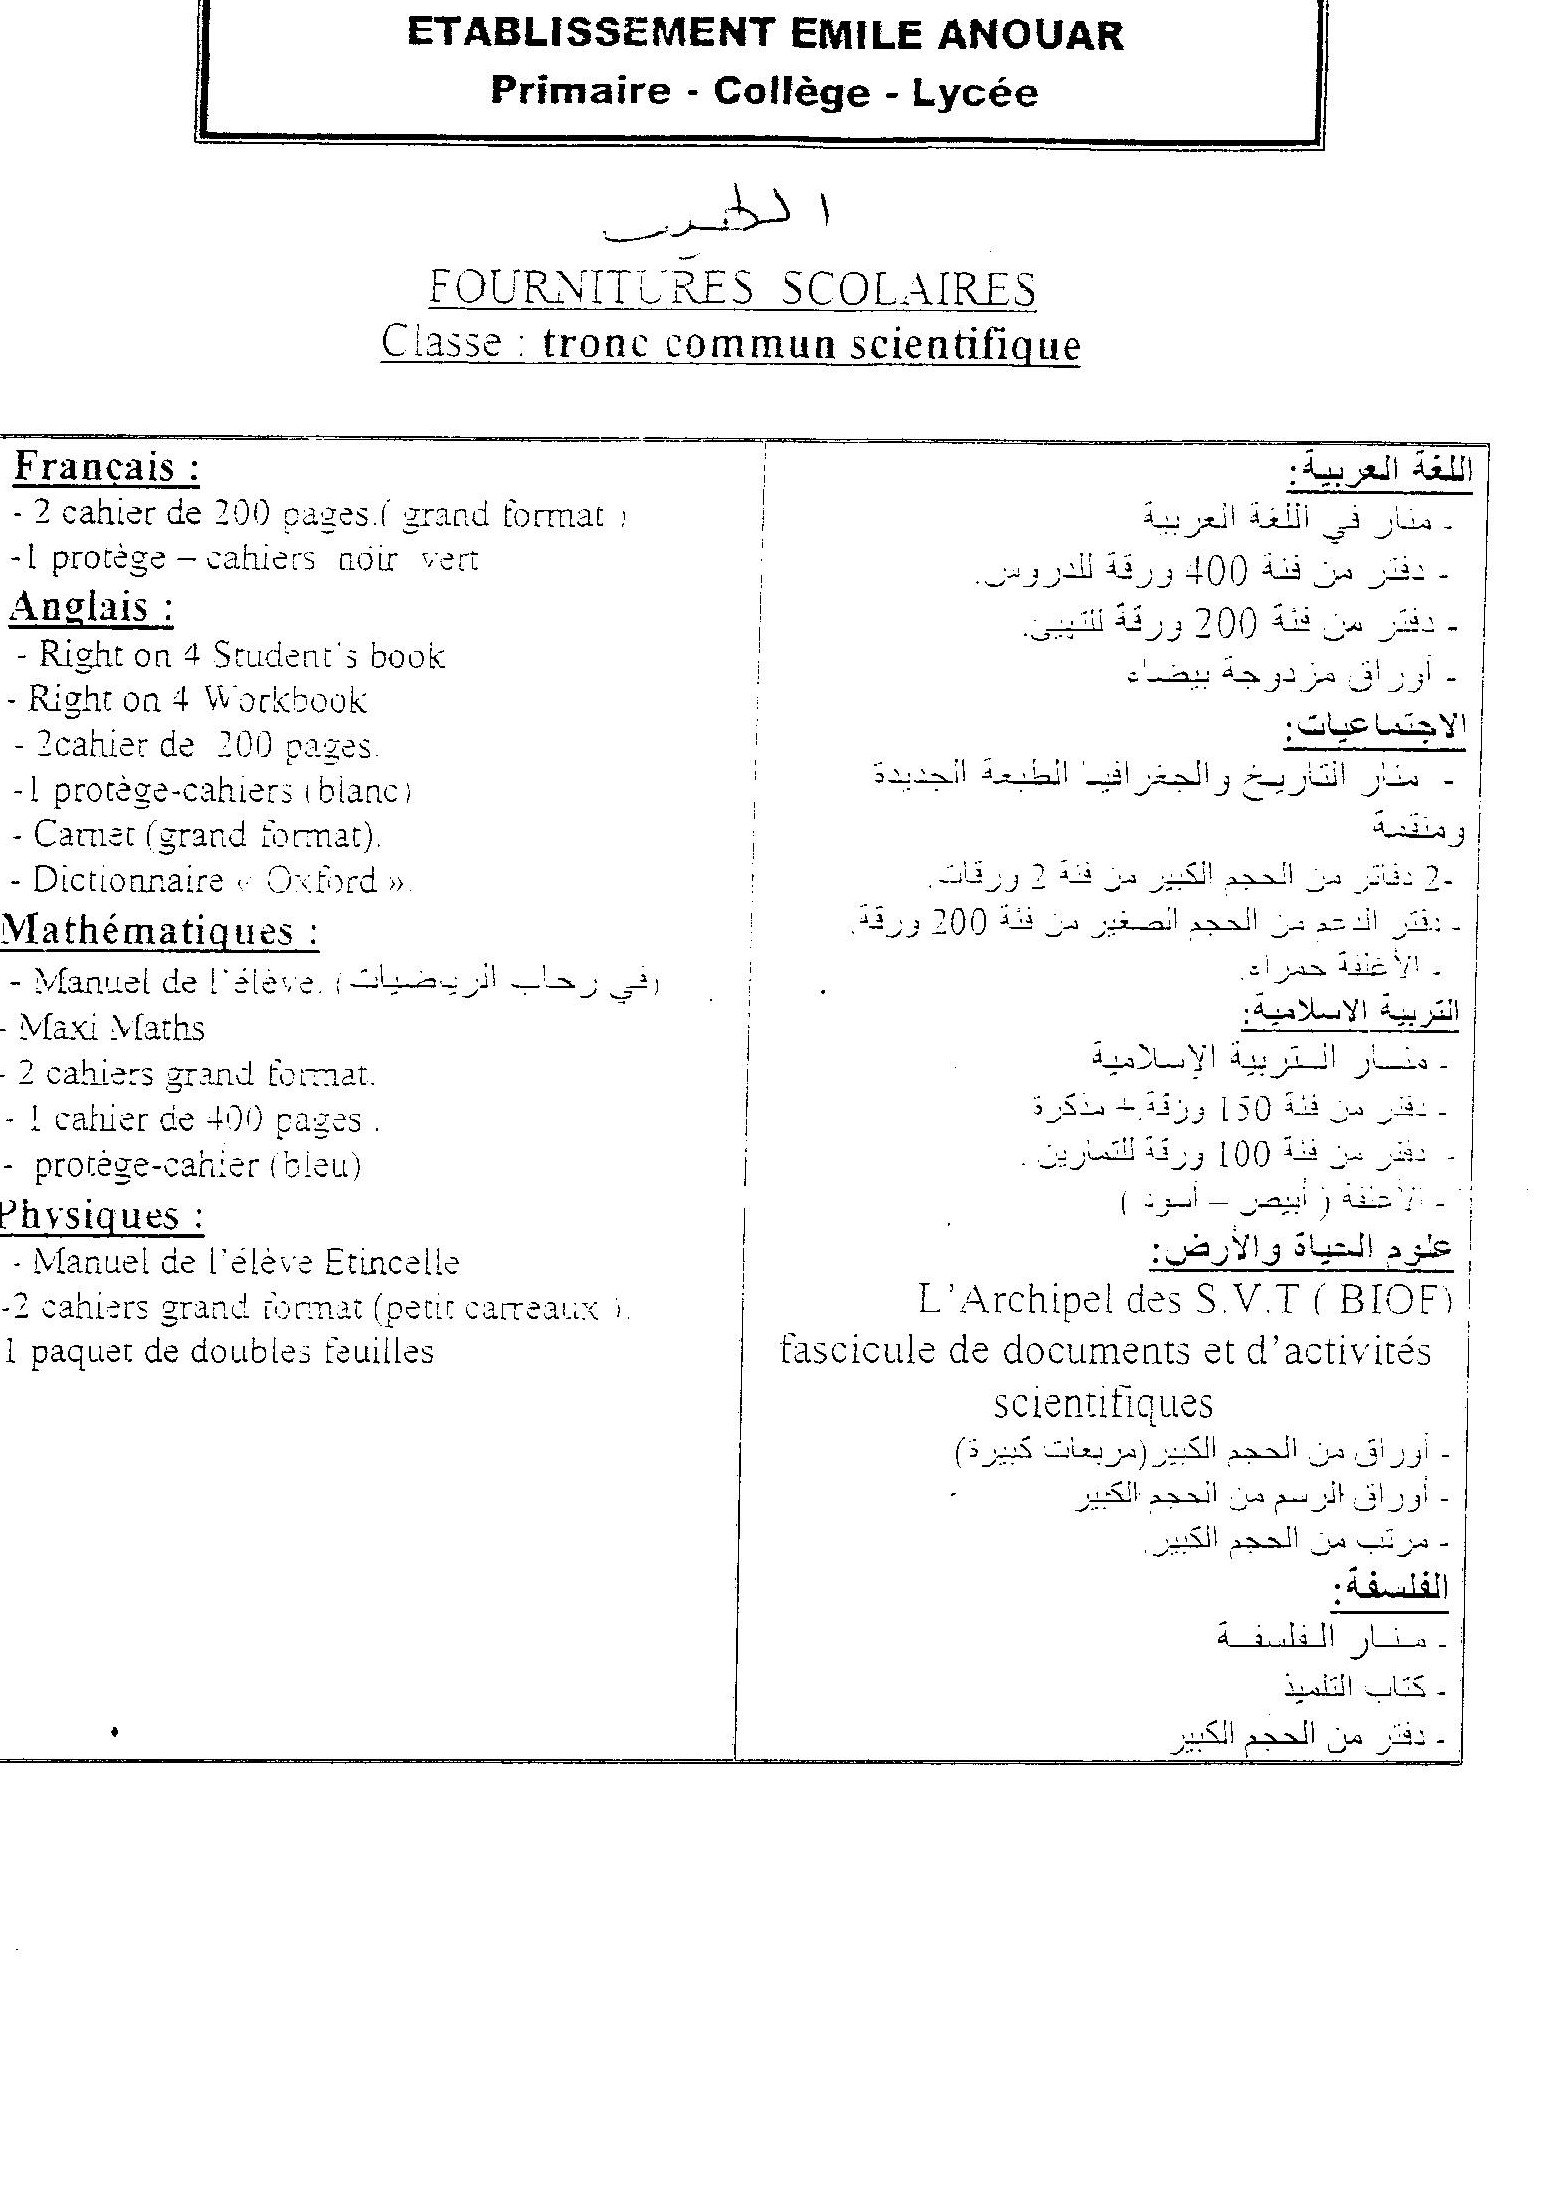 ETABLISSEMENT EMILE ANOUAR
Primaire - Collège - Lycée
FOURNITURES SCOLAIRES
Classe : tronc commun scientifique
Français :
- 2 cahier de 200 pages.( grand format )
-1 protège – cahiers noir vert
Anglais :
- Right on 4 Student's book
- Right on 4 Workbook
- 2cahier de 200 pages.
-1 protège-cahiers (blanc)
- Carnet (grand format).
- Dictionnaire « Oxford ».
Mathématiques :
- Manuel de l'élève. (في رحاب الرياضيات)
- Maxi Maths
- 2 cahiers grand format.
- 1 cahier de 400 pages .
- protège-cahier (bleu)
Physiques :
- Manuel de l'élève Etincelle
-2 cahiers grand format (petit carreaux ).
1 paquet de doubles feuilles
اللغة العربية:
- منار في اللغة العربية
- دفتر من فئة 400 ورقة للدروس.
- دفتر من فئة 200 ورقة للتهيئ.
- أوراق مزدوجة بيضاء
الاجتماعيات:
- منار التاريخ والجغرافيا الطبعة الجديدة
ومنقحة
-2 دفاتر من الحجم الكبير من فئة 2 ورقات.
- دفتر الدعم من الحجم الصغير من فئة 200 ورقة.
- الأغلفة حمراء.
التربية الاسلامية:
- منار التربية الإسلامية
- دفتر من فئة 150 ورقة + مذكرة
- دفتر من فئة 100 ورقة للتمارين .
- الأغلفة ( أبيض – أسود )
علوم الحياة والأرض:
L'Archipel des S.V.T ( BIOF)
fascicule de documents et d'activités
scientifiques
- أوراق من الحجم الكبير(مربعات كبيرة)
- أوراق الرسم من الحجم الكبير
- مرتب من الحجم الكبير.
الفلسفة:
- منار الفلسفة
- كتاب التلميذ
- دفتر من الحجم الكبير